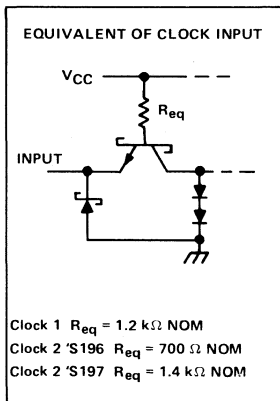 EQUIVALENT OF CLOCK INPUT
VCC
Req
INPUT
Clock 1 Req = 1.2 kΩ NOM
Clock 2 'S196 Req = 700 Ω NOM
Clock 2 'S197 Req = 1.4 kΩ NOM